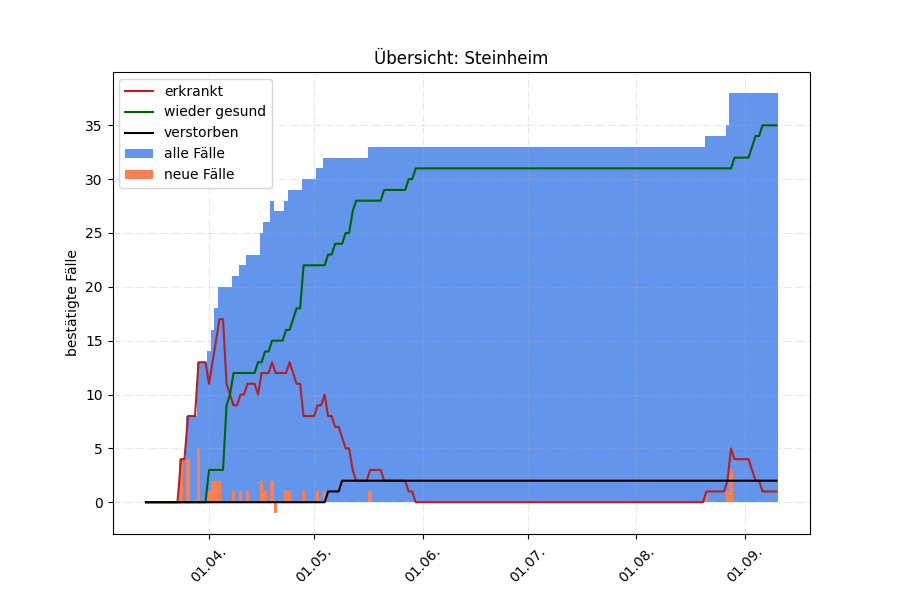 Übersicht: Steinheim
erkrankt
wieder gesund
verstorben
alle Fälle
neue Fälle
bestätigte Fälle
35
30
25
20
15
10
5
0
01.04.
01.05.
01.06.
01.07.
01.08.
01.09.